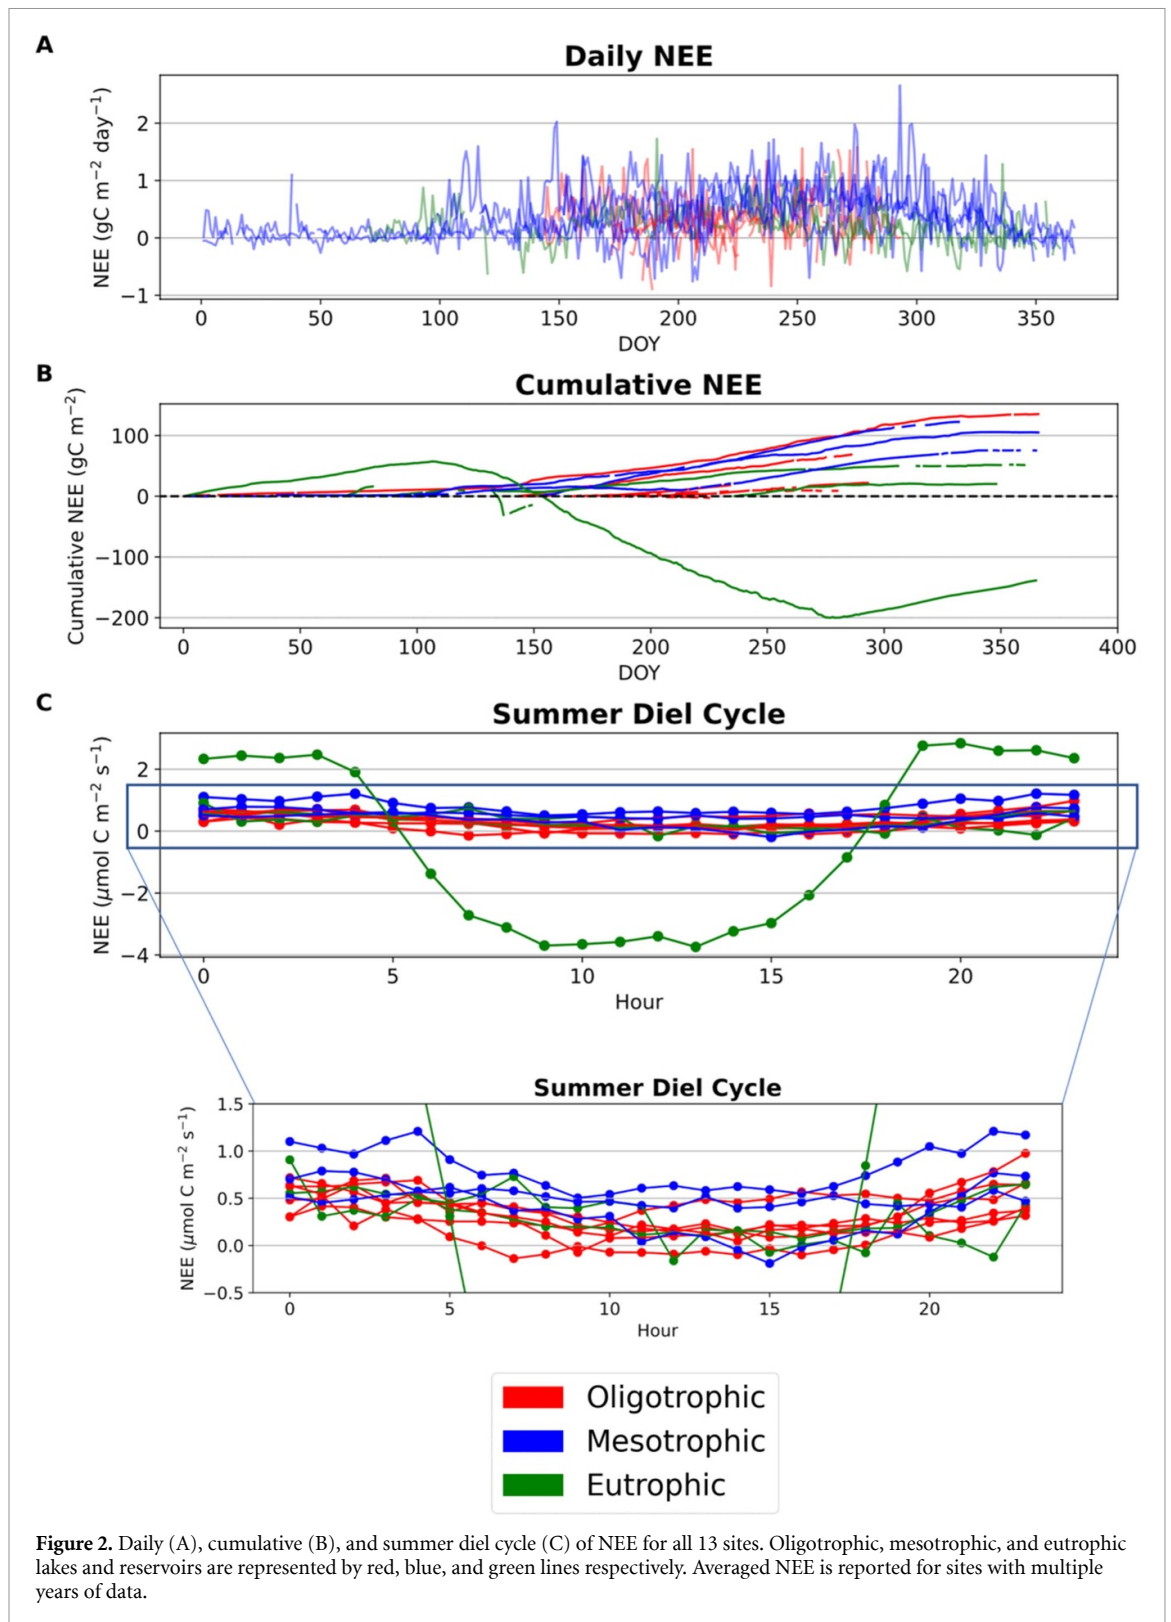 A
Daily NEE
NEE (gC m⁻² day⁻¹)
2
1
0
−1
0 50 100 150 200 250 300 350
DOY
B
Cumulative NEE
Cumulative NEE (gC m⁻²)
100
0
−100
−200
0 50 100 150 200 250 300 350 400
DOY
C
Summer Diel Cycle
NEE (μmol C m⁻² s⁻¹)
2
0
−2
−4
0 5 10 15 20
Hour
Summer Diel Cycle
NEE (μmol C m⁻² s⁻¹)
1.5
1.0
0.5
0.0
−0.5
0 5 10 15 20
Hour
Oligotrophic
Mesotrophic
Eutrophic
Figure 2. Daily (A), cumulative (B), and summer diel cycle (C) of NEE for all 13 sites. Oligotrophic, mesotrophic, and eutrophic
lakes and reservoirs are represented by red, blue, and green lines respectively. Averaged NEE is reported for sites with multiple
years of data.